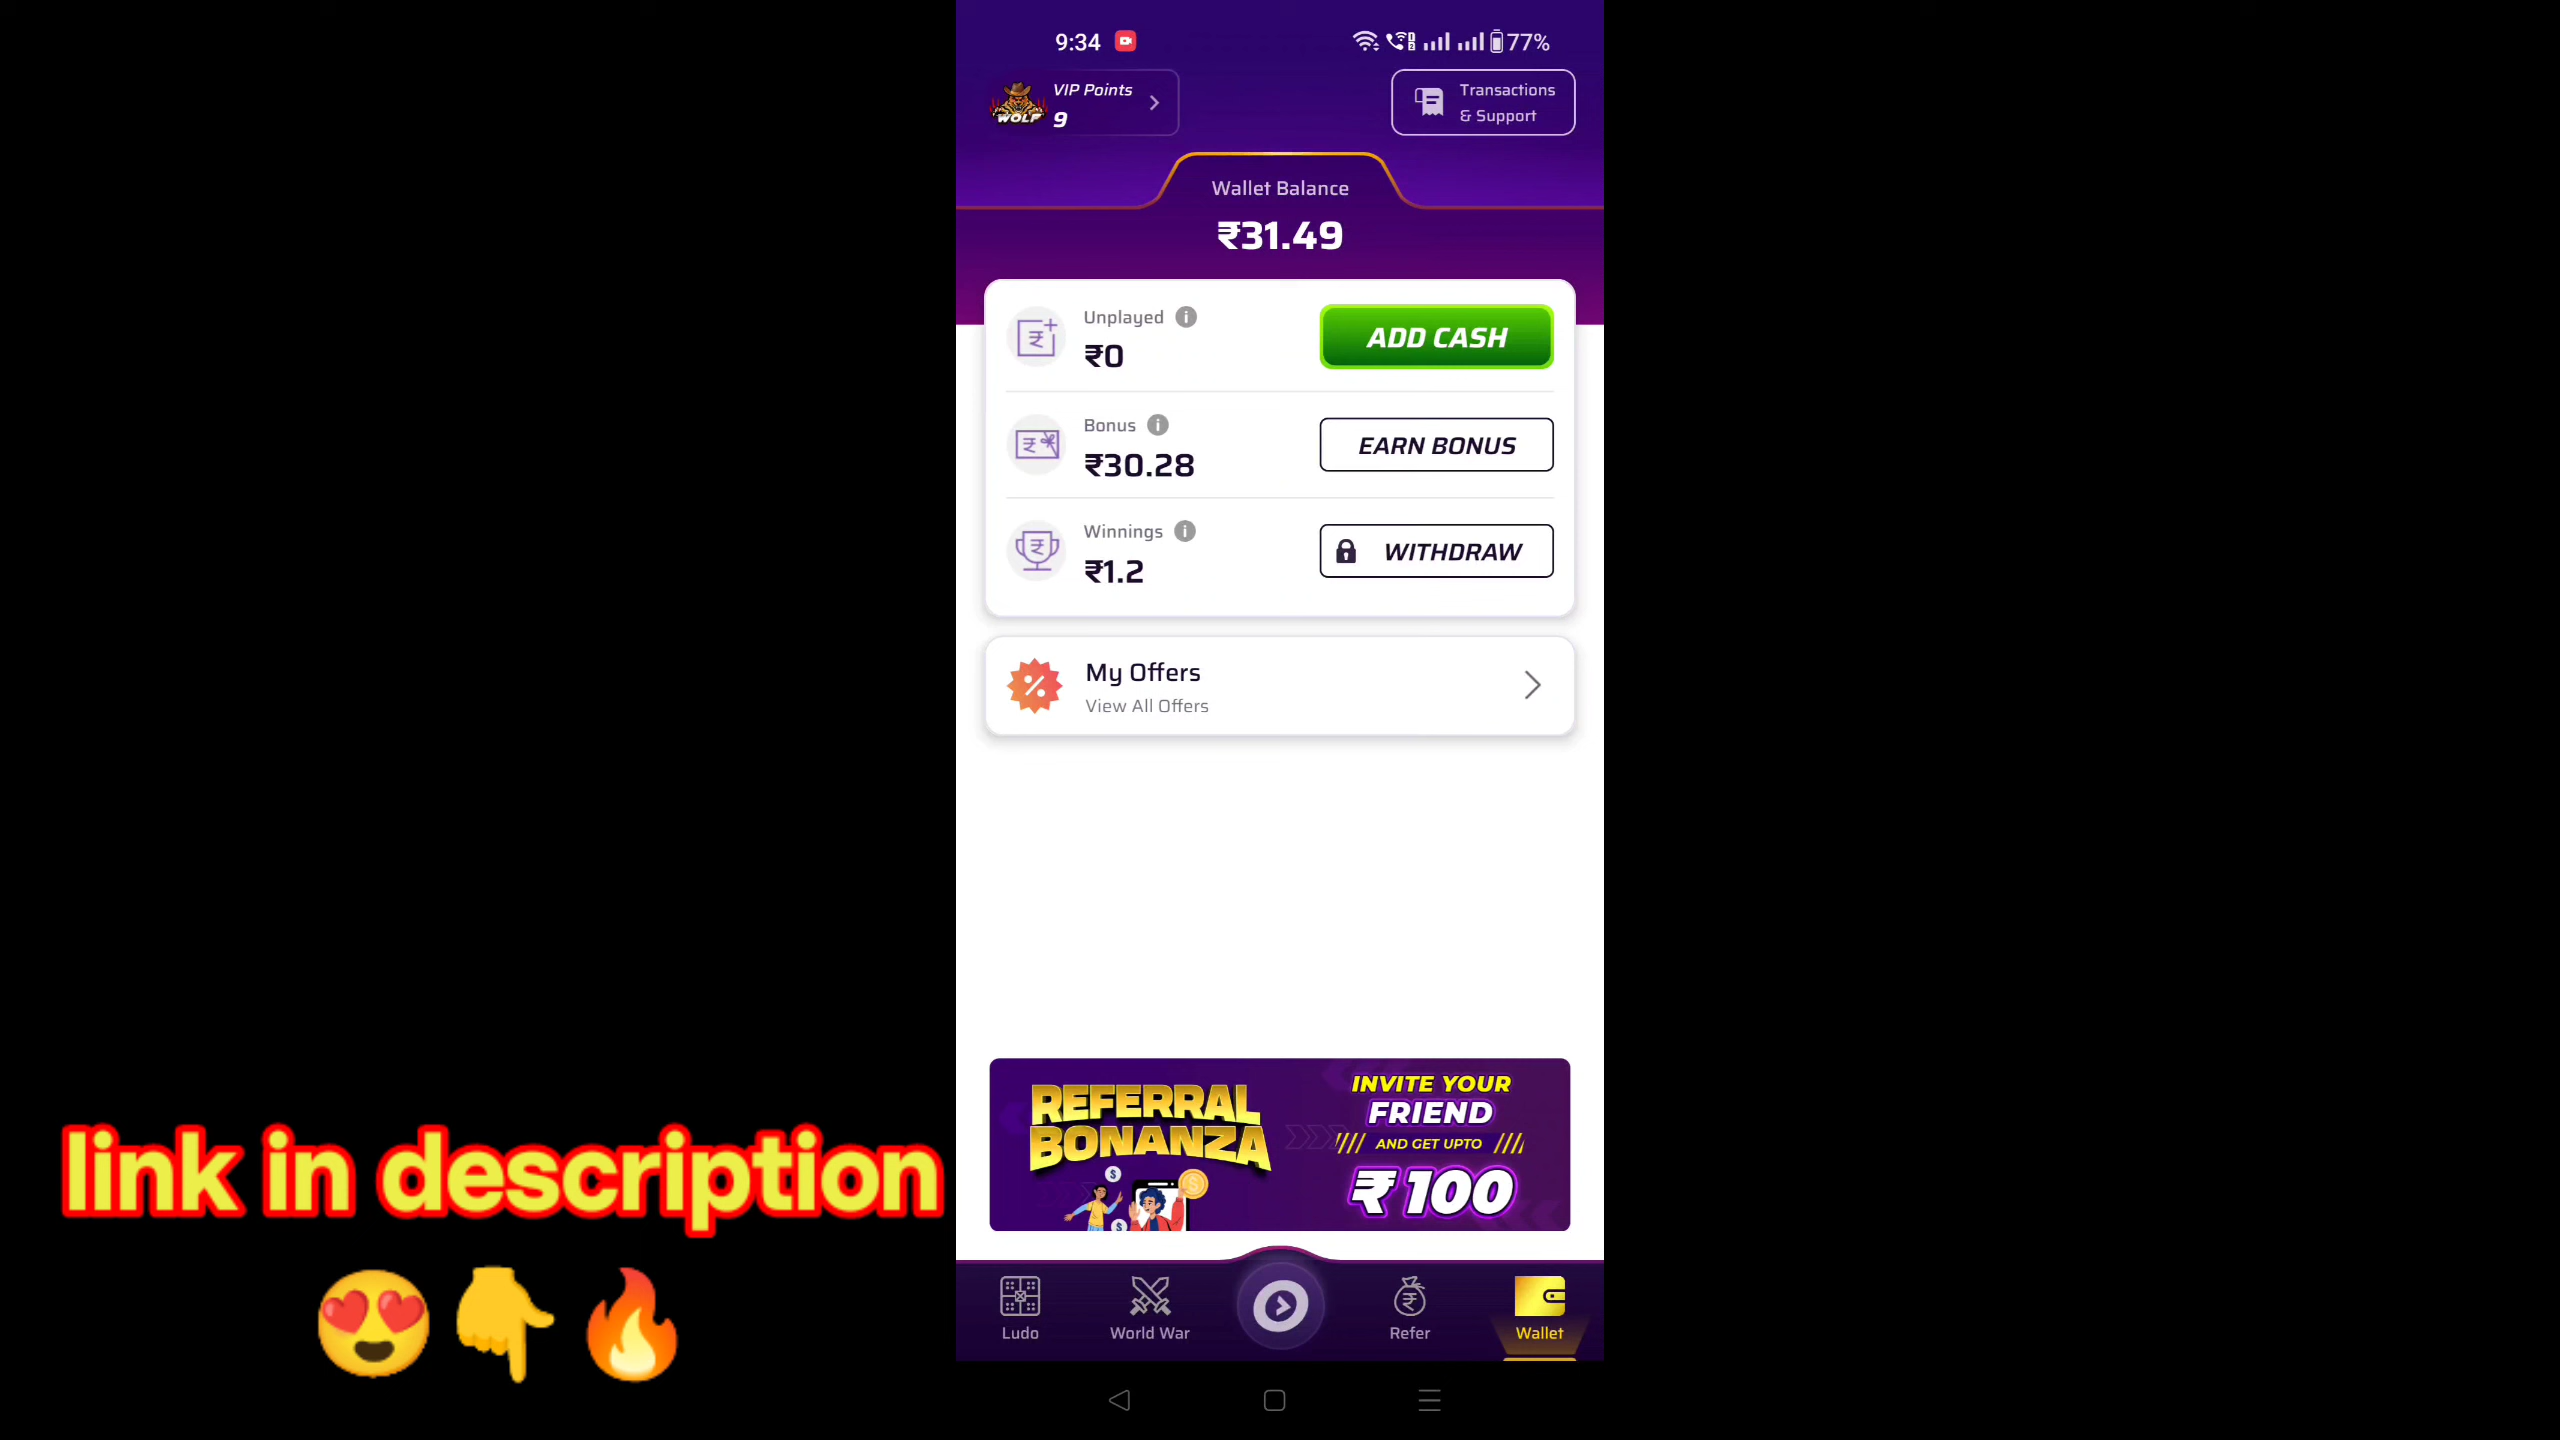 9:34
77%
WOLF
VIP Points
9
Transactions
& Support
Wallet Balance
₹31.49
Unplayed
₹0
ADD CASH
Bonus
₹30.28
EARN BONUS
Winnings
₹1.2
WITHDRAW
My Offers
View All Offers
REFERRAL
BONANZA
INVITE YOUR
FRIEND
AND GET UPTO
₹100
link in description
😍👇🔥
Ludo
World War
Refer
Wallet